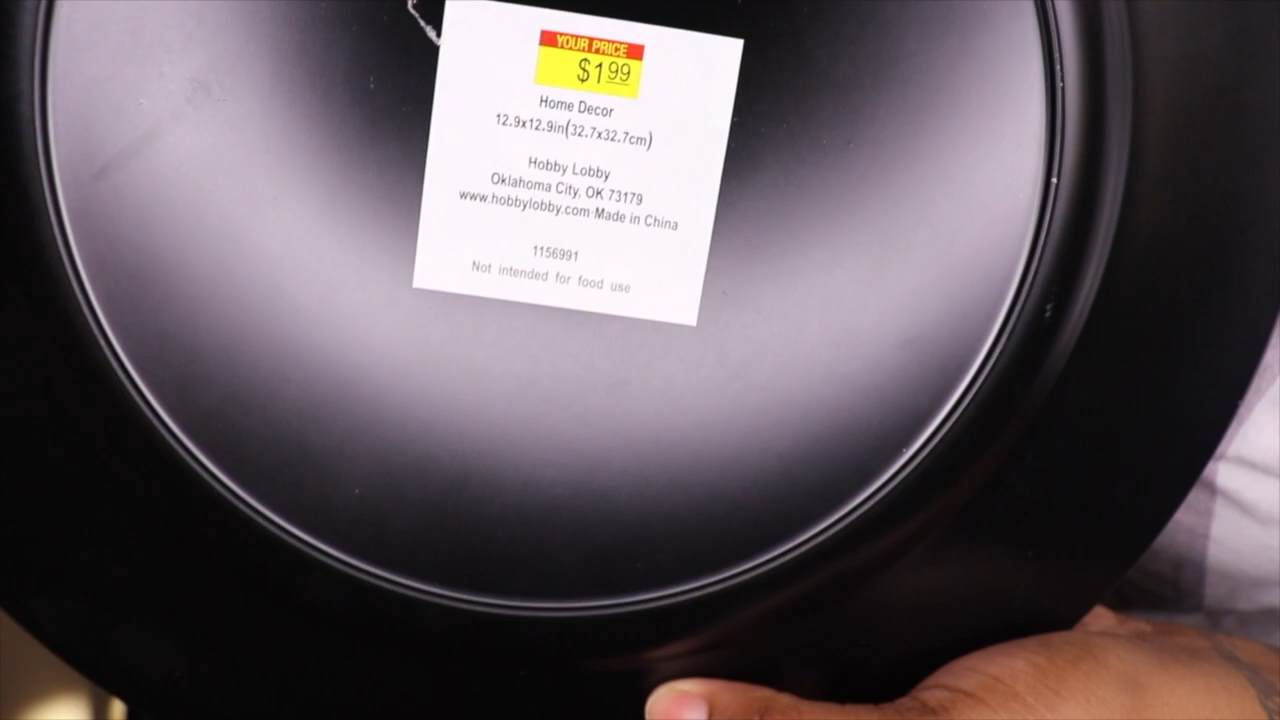 YOUR PRICE
$1.99
Home Decor
12.9x12.9in(32.7x32.7cm)
Hobby Lobby
Oklahoma City, OK 73179
www.hobbylobby.com·Made in China
1156991
Not intended for food use